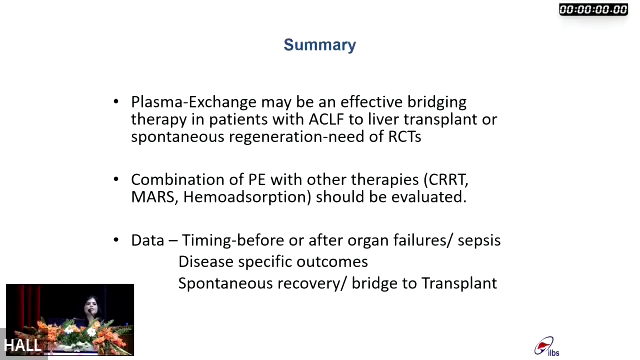 00:00:00.00
Summary
• Plasma-Exchange may be an effective bridging
therapy in patients with ACLF to liver transplant or
spontaneous regeneration-need of RCTs
• Combination of PE with other therapies (CRRT,
MARS, Hemoadsorption) should be evaluated.
• Data – Timing-before or after organ failures/ sepsis
Disease specific outcomes
Spontaneous recovery/ bridge to Transplant
HALL
ilbs